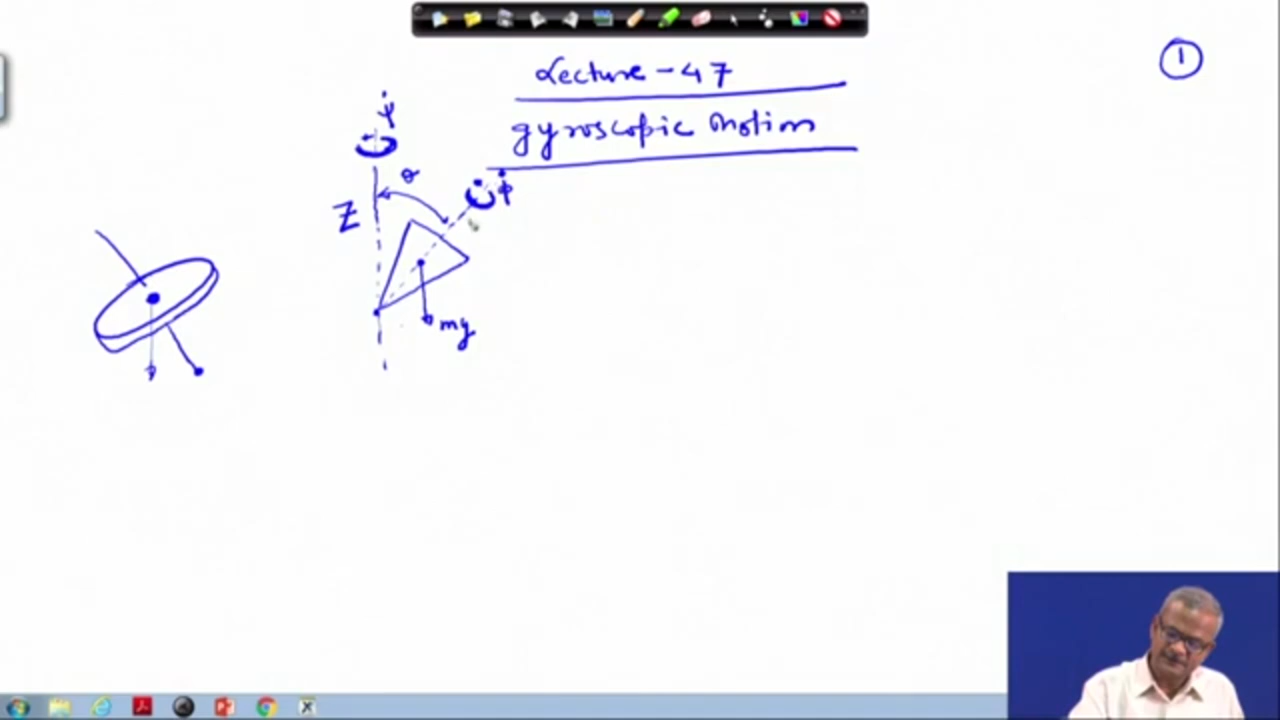 Lecture - 47
gyroscopic Motion
1
ψ̇
θ
φ̇
Z
mg